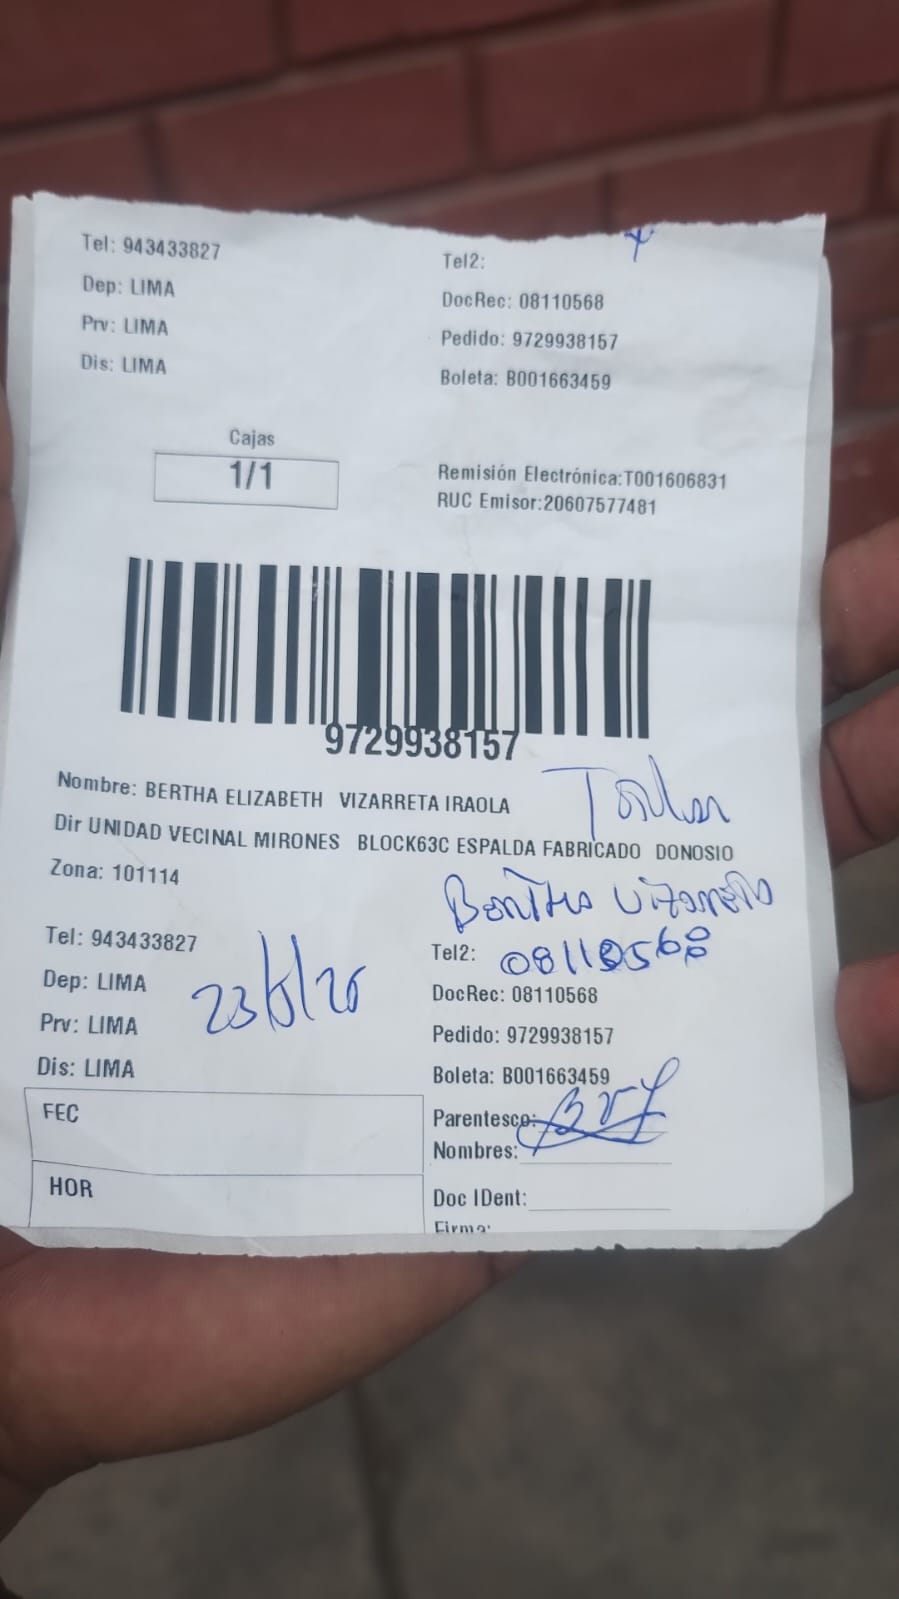 Tel: 943433827
Tel2:
Dep: LIMA
DocRec: 08110568
Prv: LIMA
Pedido: 9729938157
Dis: LIMA
Boleta: B001663459
Cajas
1/1
Remisión Electrónica:T001606831
RUC Emisor:20607577481
9729938157
Nombre: BERTHA ELIZABETH VIZARRETA IRAOLA
Dir UNIDAD VECINAL MIRONES BLOCK63C ESPALDA FABRICADO DONOSIO
Zona: 101114
Tel: 943433827
Tel2: 08110568
Dep: LIMA
DocRec: 08110568
Prv: LIMA
Pedido: 9729938157
Dis: LIMA
Boleta: B001663459
FEC
Parentesco:
Nombres:
HOR
Doc IDent:
Firma: